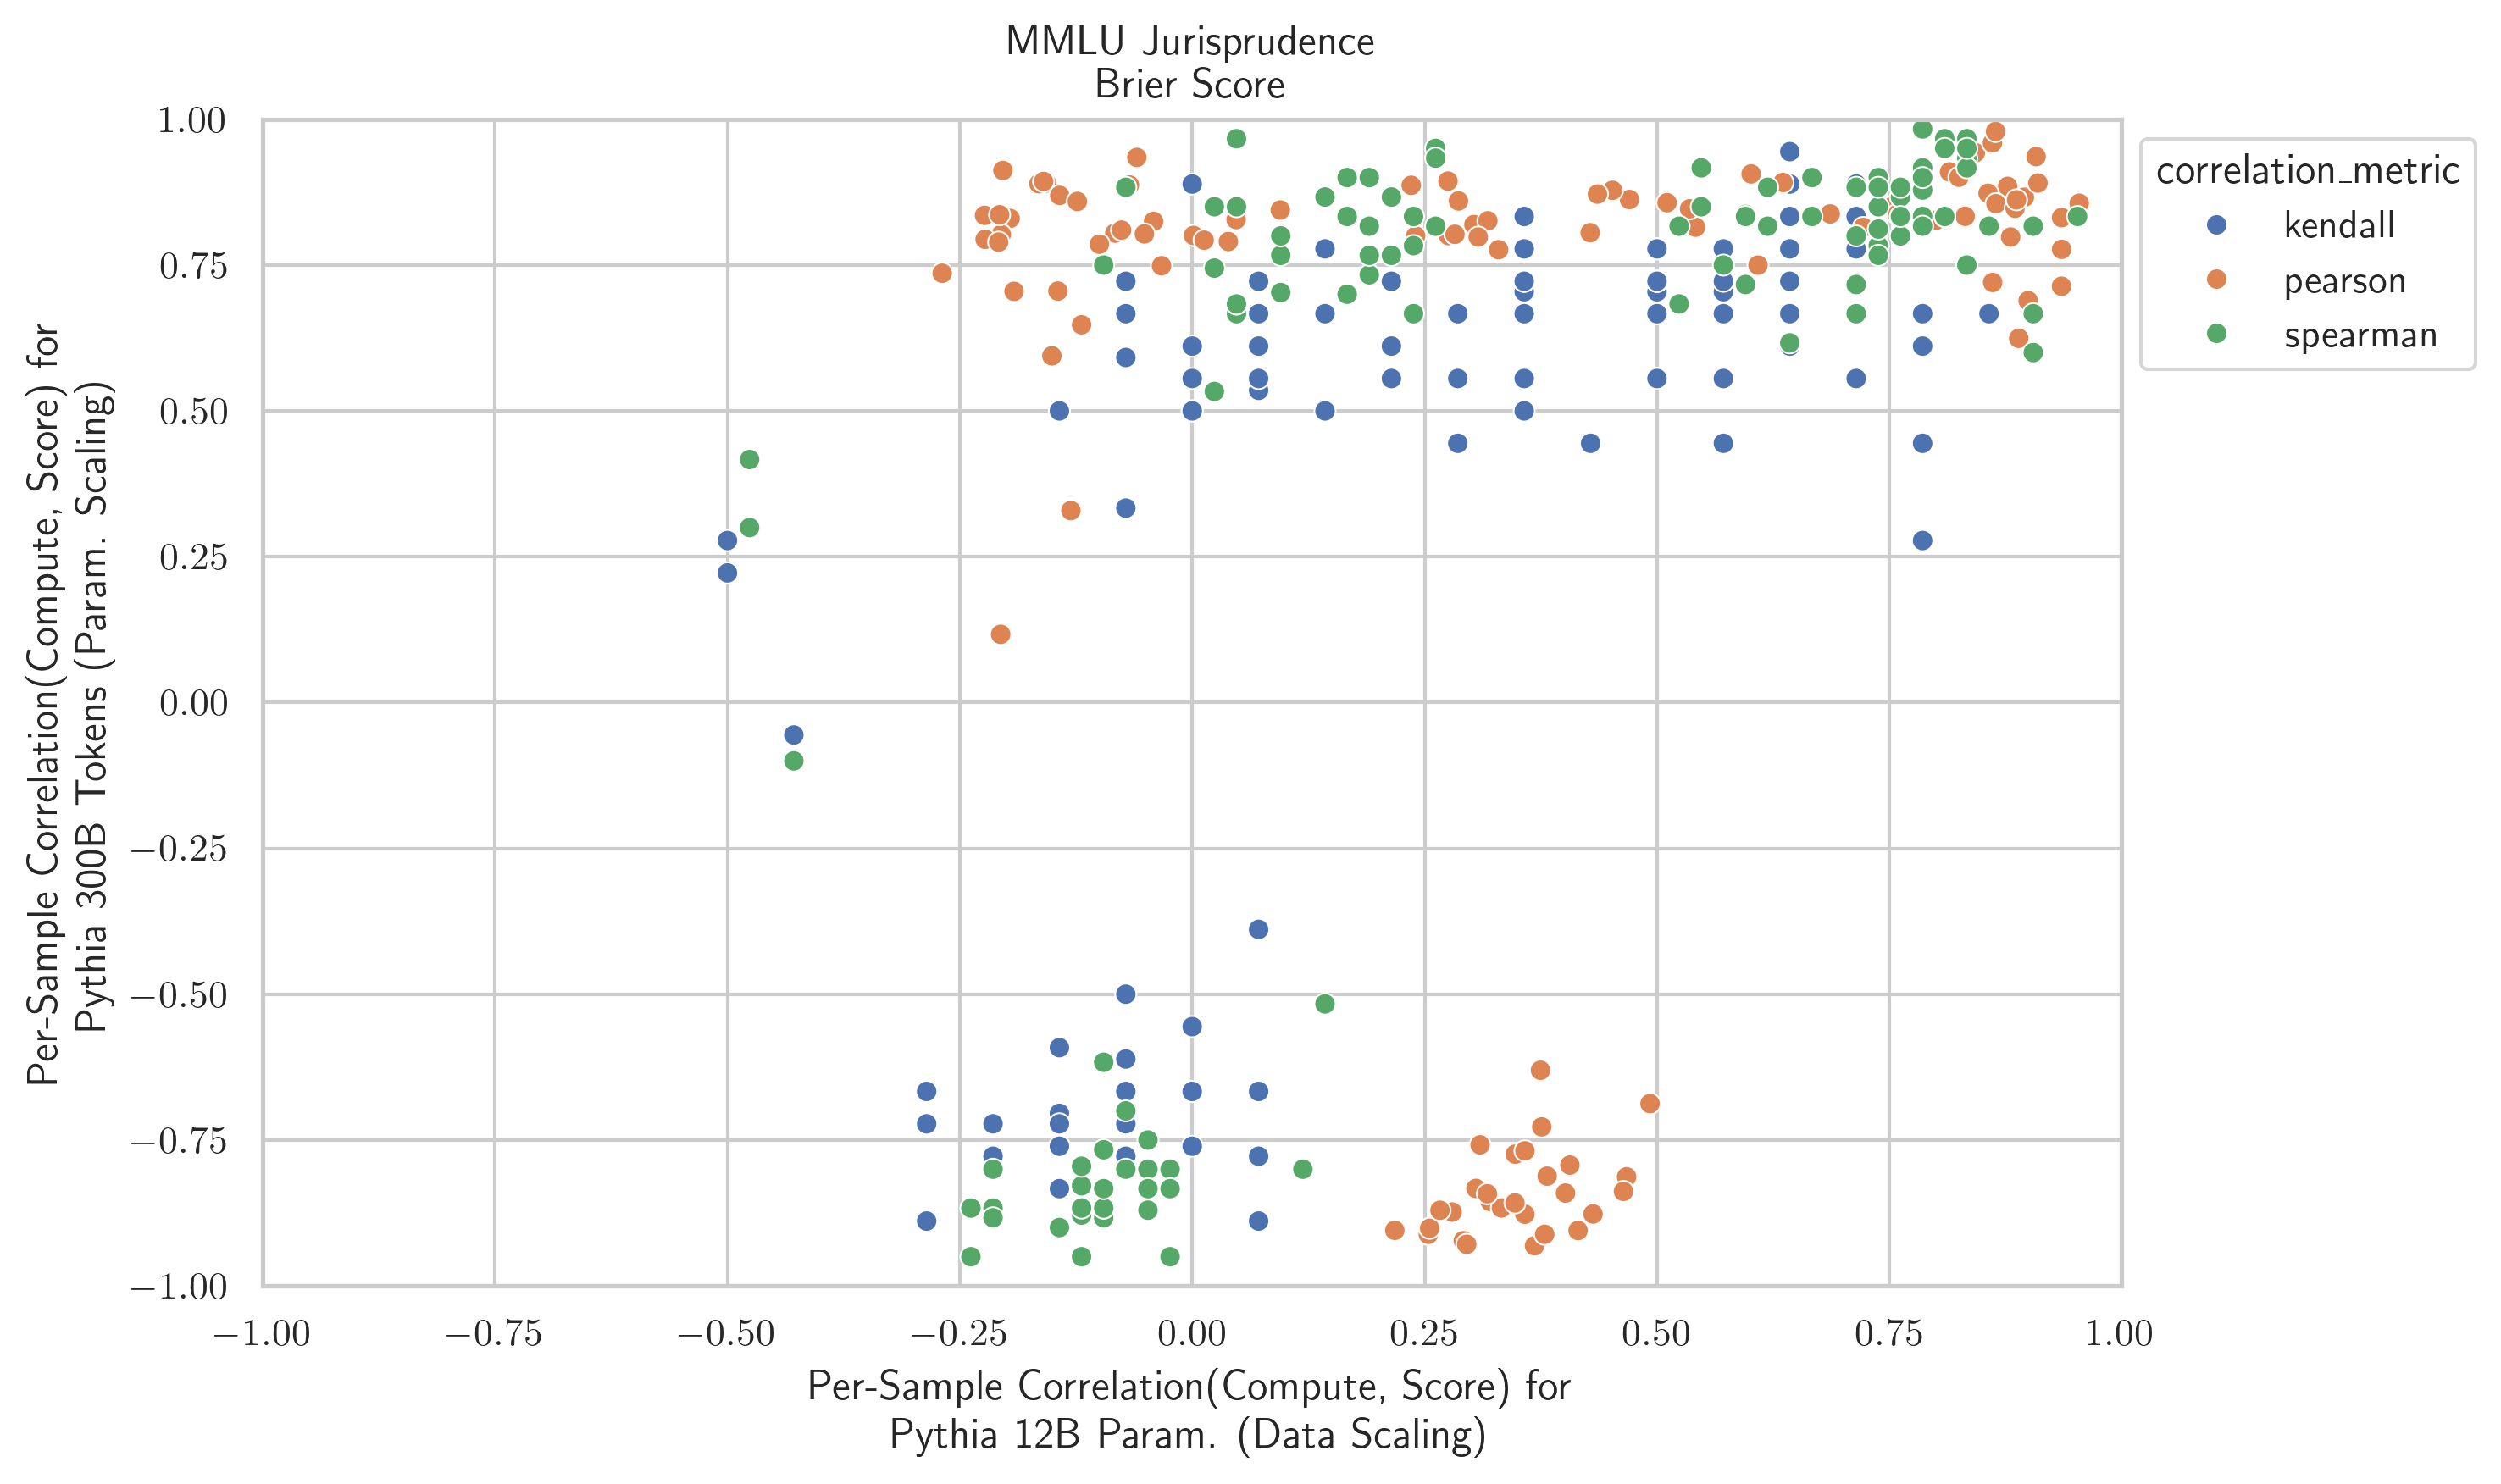 MMLU Jurisprudence
Brier Score
Per-Sample Correlation(Compute, Score) for
Pythia 300B Tokens (Param. Scaling)
1.00
0.75
0.50
0.25
0.00
−0.25
−0.50
−0.75
−1.00
−1.00 −0.75 −0.50 −0.25 0.00 0.25 0.50 0.75 1.00
Per-Sample Correlation(Compute, Score) for
Pythia 12B Param. (Data Scaling)
correlation_metric
kendall
pearson
spearman